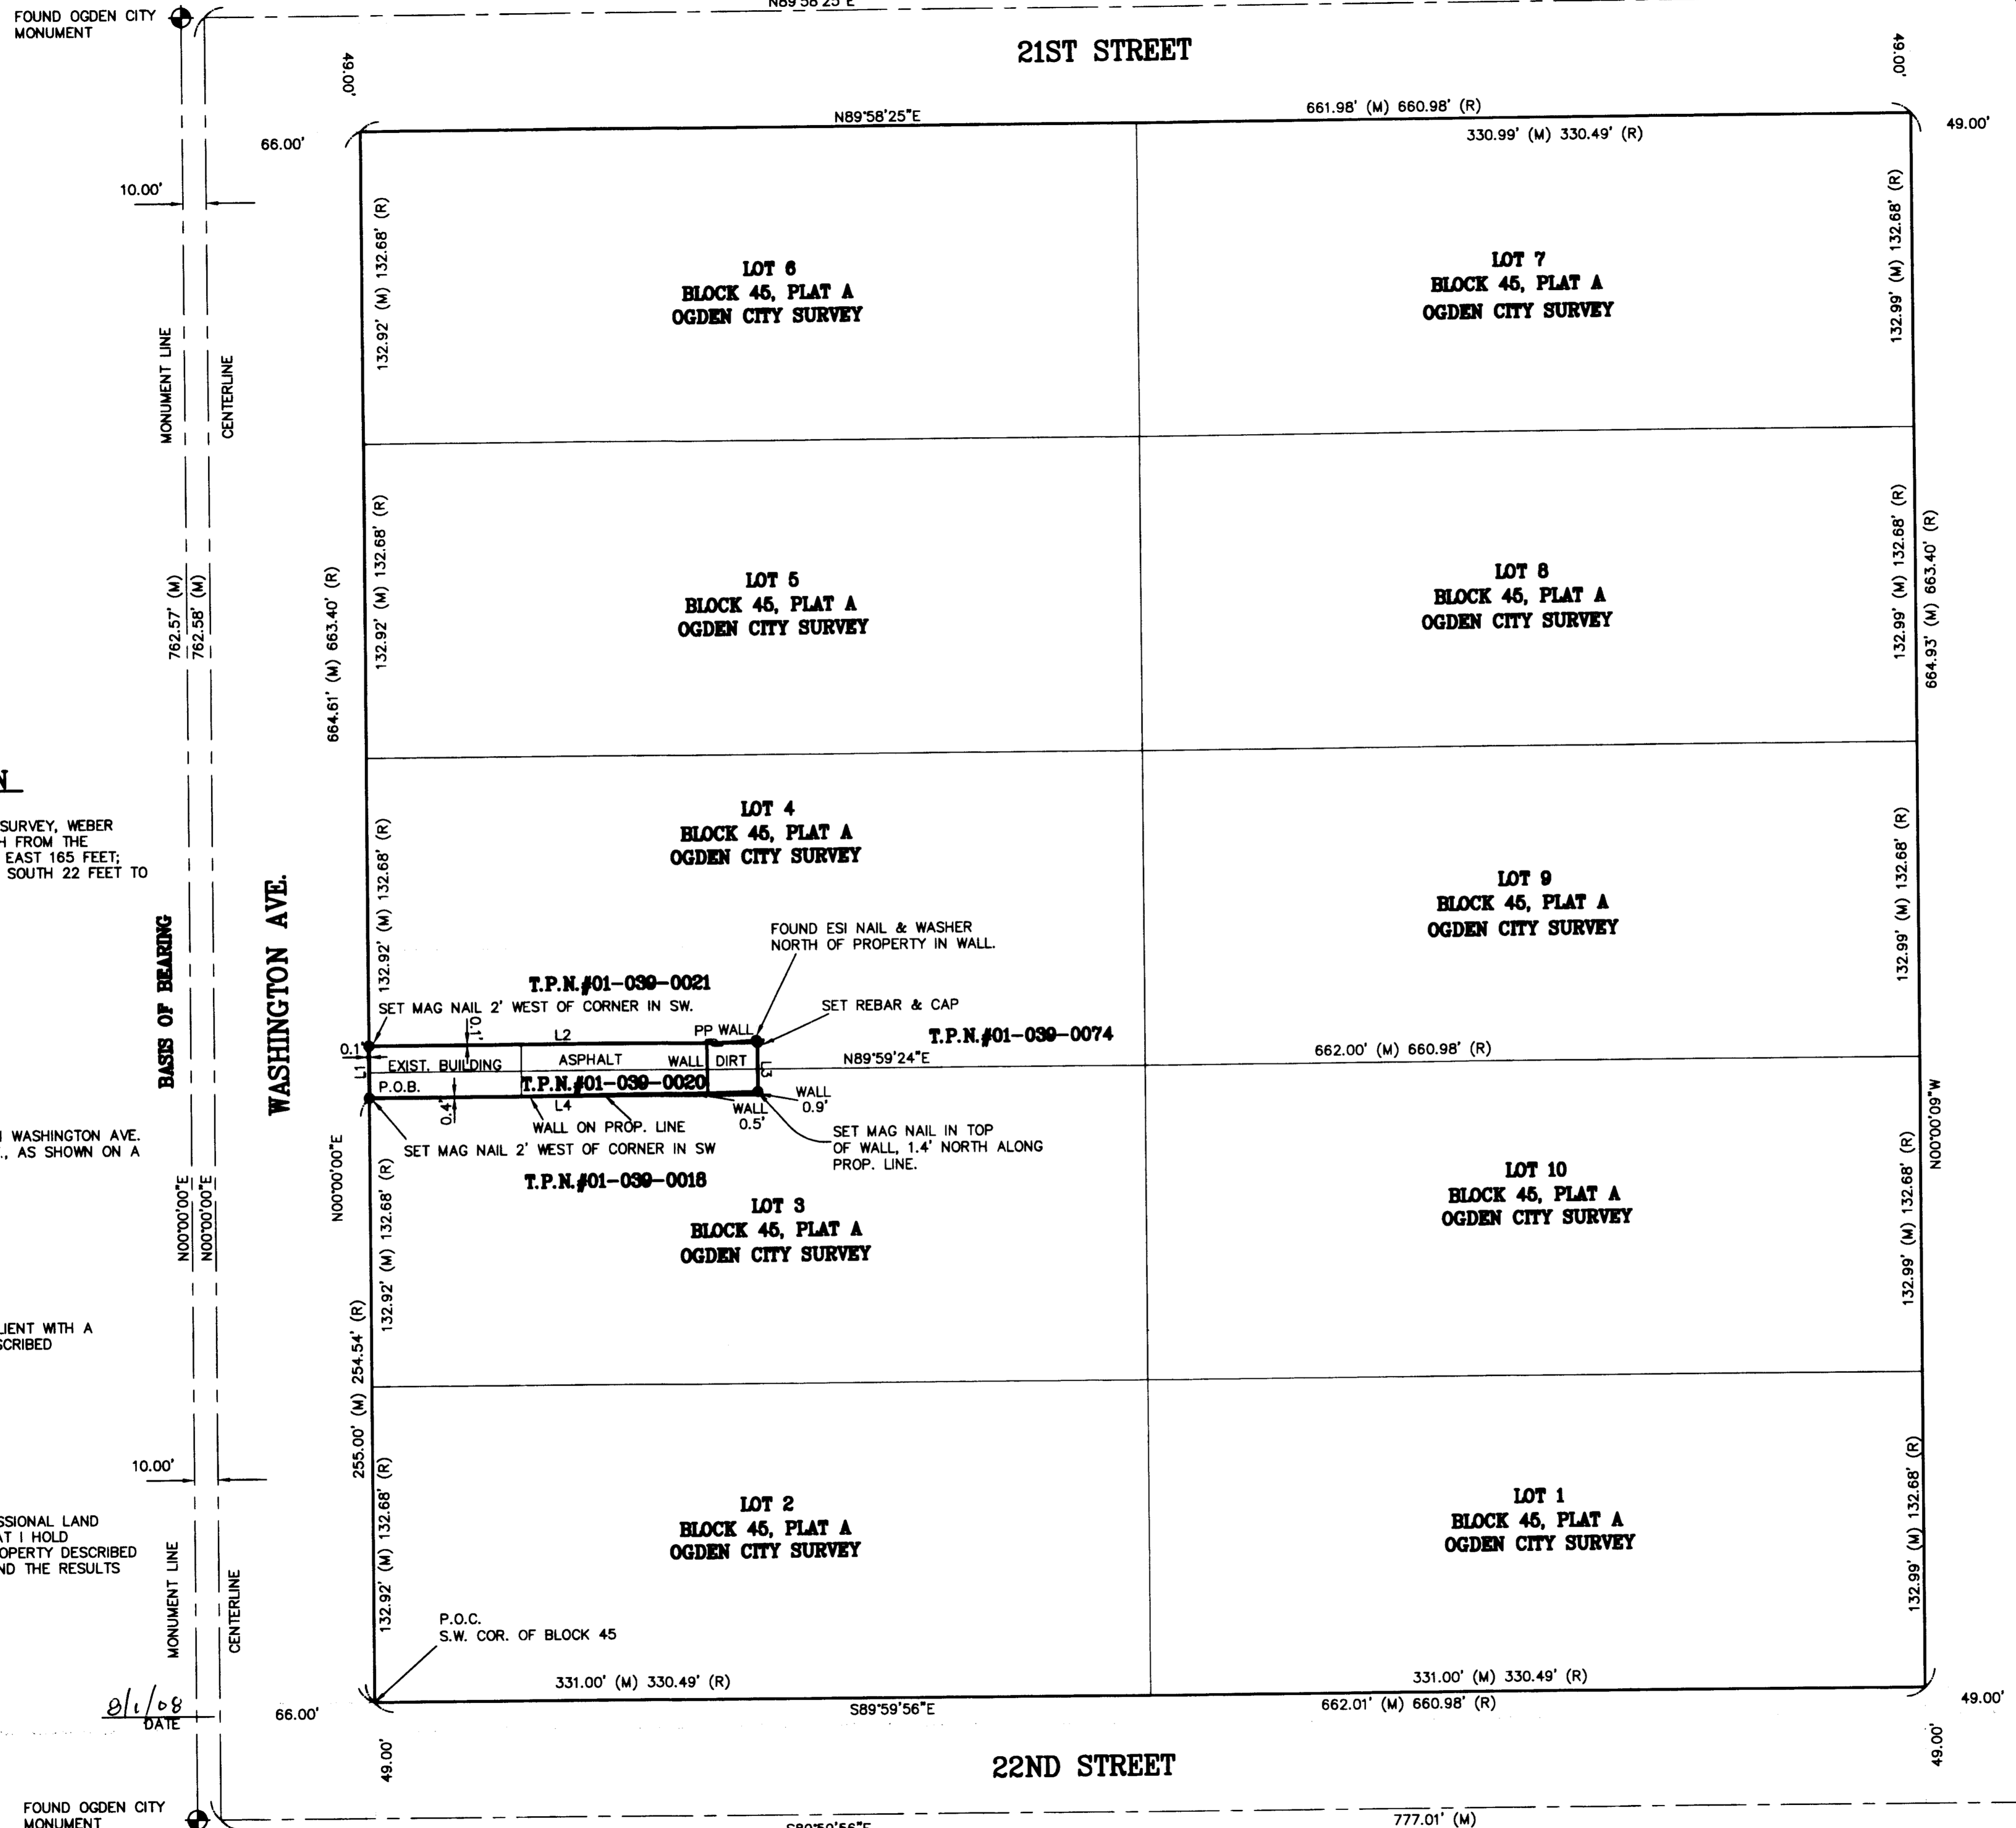 FOUND OGDEN CITY
MONUMENT
N89°58'25"E
21ST STREET
49.00'
49.00'
66.00'
N89°58'25"E
661.98' (M) 660.98' (R)
330.99' (M) 330.49' (R)
49.00'
10.00'
MONUMENT LINE
CENTERLINE
132.92' (M) 132.68' (R)
LOT 6
BLOCK 45, PLAT A
OGDEN CITY SURVEY
LOT 7
BLOCK 45, PLAT A
OGDEN CITY SURVEY
132.99' (M) 132.68' (R)
762.57' (M)
762.58' (M)
664.61' (M) 663.40' (R)
132.92' (M) 132.68' (R)
LOT 5
BLOCK 45, PLAT A
OGDEN CITY SURVEY
LOT 8
BLOCK 45, PLAT A
OGDEN CITY SURVEY
132.99' (M) 132.68' (R)
664.93' (M) 663.40' (R)
N
SURVEY, WEBER
H FROM THE
EAST 165 FEET;
SOUTH 22 FEET TO
BASIS OF BEARING
WASHINGTON AVE.
132.92' (M) 132.68' (R)
LOT 4
BLOCK 45, PLAT A
OGDEN CITY SURVEY
LOT 9
BLOCK 45, PLAT A
OGDEN CITY SURVEY
132.99' (M) 132.68' (R)
FOUND ESI NAIL & WASHER
NORTH OF PROPERTY IN WALL.
T.P.N.#01-039-0021
SET MAG NAIL 2' WEST OF CORNER IN SW.
SET REBAR & CAP
0.1'
L2
PP WALL
T.P.N.#01-039-0074
0.1'
L1
EXIST. BUILDING
ASPHALT
WALL
DIRT
L3
N89°59'24"E
662.00' (M) 660.98' (R)
P.O.B.
T.P.N.#01-039-0020
0.4'
L4
WALL
0.5'
WALL
0.9'
WALL ON PROP. LINE
SET MAG NAIL 2' WEST OF CORNER IN SW
SET MAG NAIL IN TOP
OF WALL, 1.4' NORTH ALONG
PROP. LINE.
WASHINGTON AVE.
., AS SHOWN ON A
N00°00'00"E
N00°00'00"E
N00°00'00"E
T.P.N.#01-039-0018
LOT 3
BLOCK 45, PLAT A
OGDEN CITY SURVEY
132.92' (M) 132.68' (R)
255.00' (M) 254.54' (R)
LOT 10
BLOCK 45, PLAT A
OGDEN CITY SURVEY
132.99' (M) 132.68' (R)
N00°00'09"W
LIENT WITH A
SCRIBED
10.00'
SSIONAL LAND
AT I HOLD
OPERTY DESCRIBED
ND THE RESULTS
MONUMENT LINE
CENTERLINE
132.92' (M) 132.68' (R)
LOT 2
BLOCK 45, PLAT A
OGDEN CITY SURVEY
LOT 1
BLOCK 45, PLAT A
OGDEN CITY SURVEY
132.99' (M) 132.68' (R)
P.O.C.
S.W. COR. OF BLOCK 45
331.00' (M) 330.49' (R)
331.00' (M) 330.49' (R)
8/1/08
DATE
66.00'
S89°59'56"E
662.01' (M) 660.98' (R)
49.00'
49.00'
22ND STREET
49.00'
FOUND OGDEN CITY
MONUMENT
S89°59'56"E
777.01' (M)